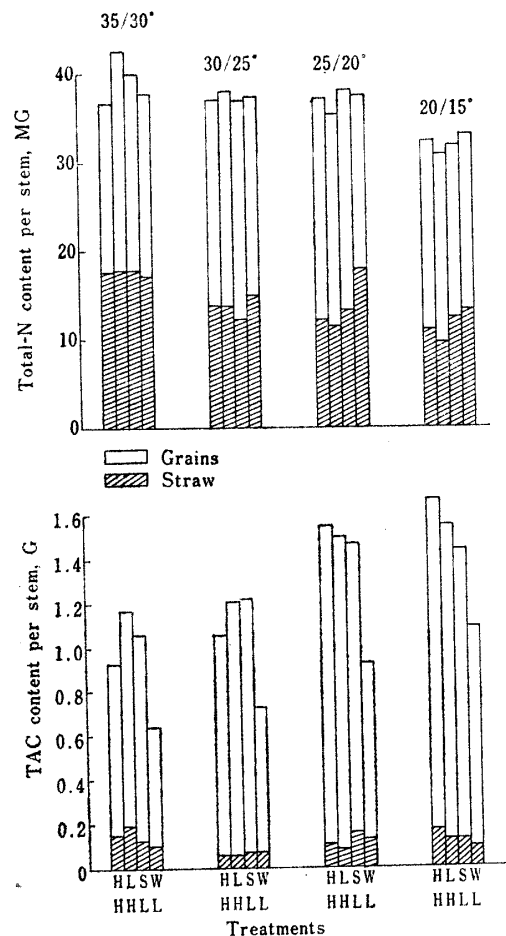 35/30°
30/25°
25/20°
20/15°
40
30
20
10
0
Total-N content per stem, MG
Grains
Straw
1.6
1.4
1.2
1.0
0.8
0.6
0.4
0.2
0
TAC content per stem, G
HLSW HLSW HLSW HLSW
HHLL HHLL HHLL HHLL
Treatments